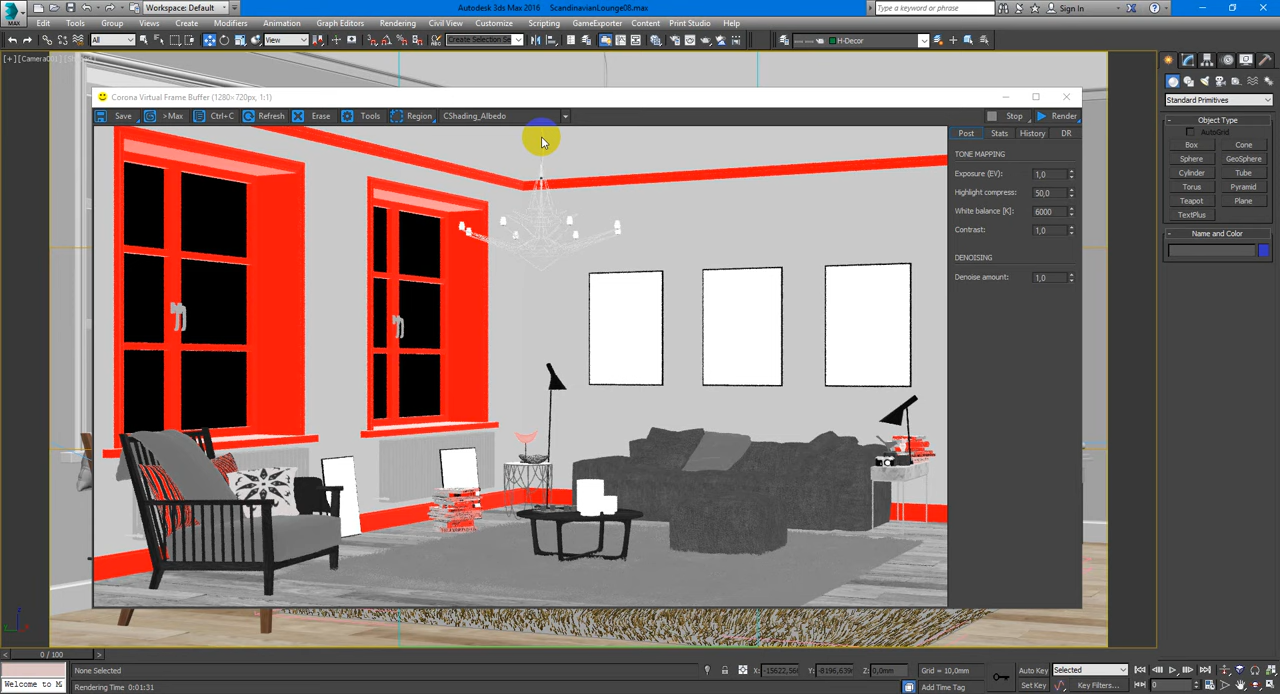 Workspace: Default
Autodesk 3ds Max 2016 ScandinavianLounge08.max
Type a keyword or phrase
Sign In
MAX
Edit Tools Group Views Create Modifiers Animation Graph Editors Rendering Civil View Customize Scripting GameExporter Content Print Studio Help
All
View
Create Selection Se
H-Decor
Corona Virtual Frame Buffer (1280×720px, 1:1)
Save >Max Ctrl+C Refresh Erase Tools Region CShading_Albedo
Stop Render
Post Stats History DR
TONE MAPPING
Exposure (EV): 1,0
Highlight compress: 50,0
White balance [K]: 6000
Contrast: 1,0
DENOISING
Denoise amount: 1,0
Standard Primitives
- Object Type
AutoGrid
Box Cone
Sphere GeoSphere
Cylinder Tube
Torus Pyramid
Teapot Plane
TextPlus
- Name and Color
0 / 100
None Selected
X: Y: Z: 0,0mm
Grid = 10,0mm
Auto Key Selected
Welcome to M
Rendering Time 0:01:31
Add Time Tag
Set Key Key Filters...
0